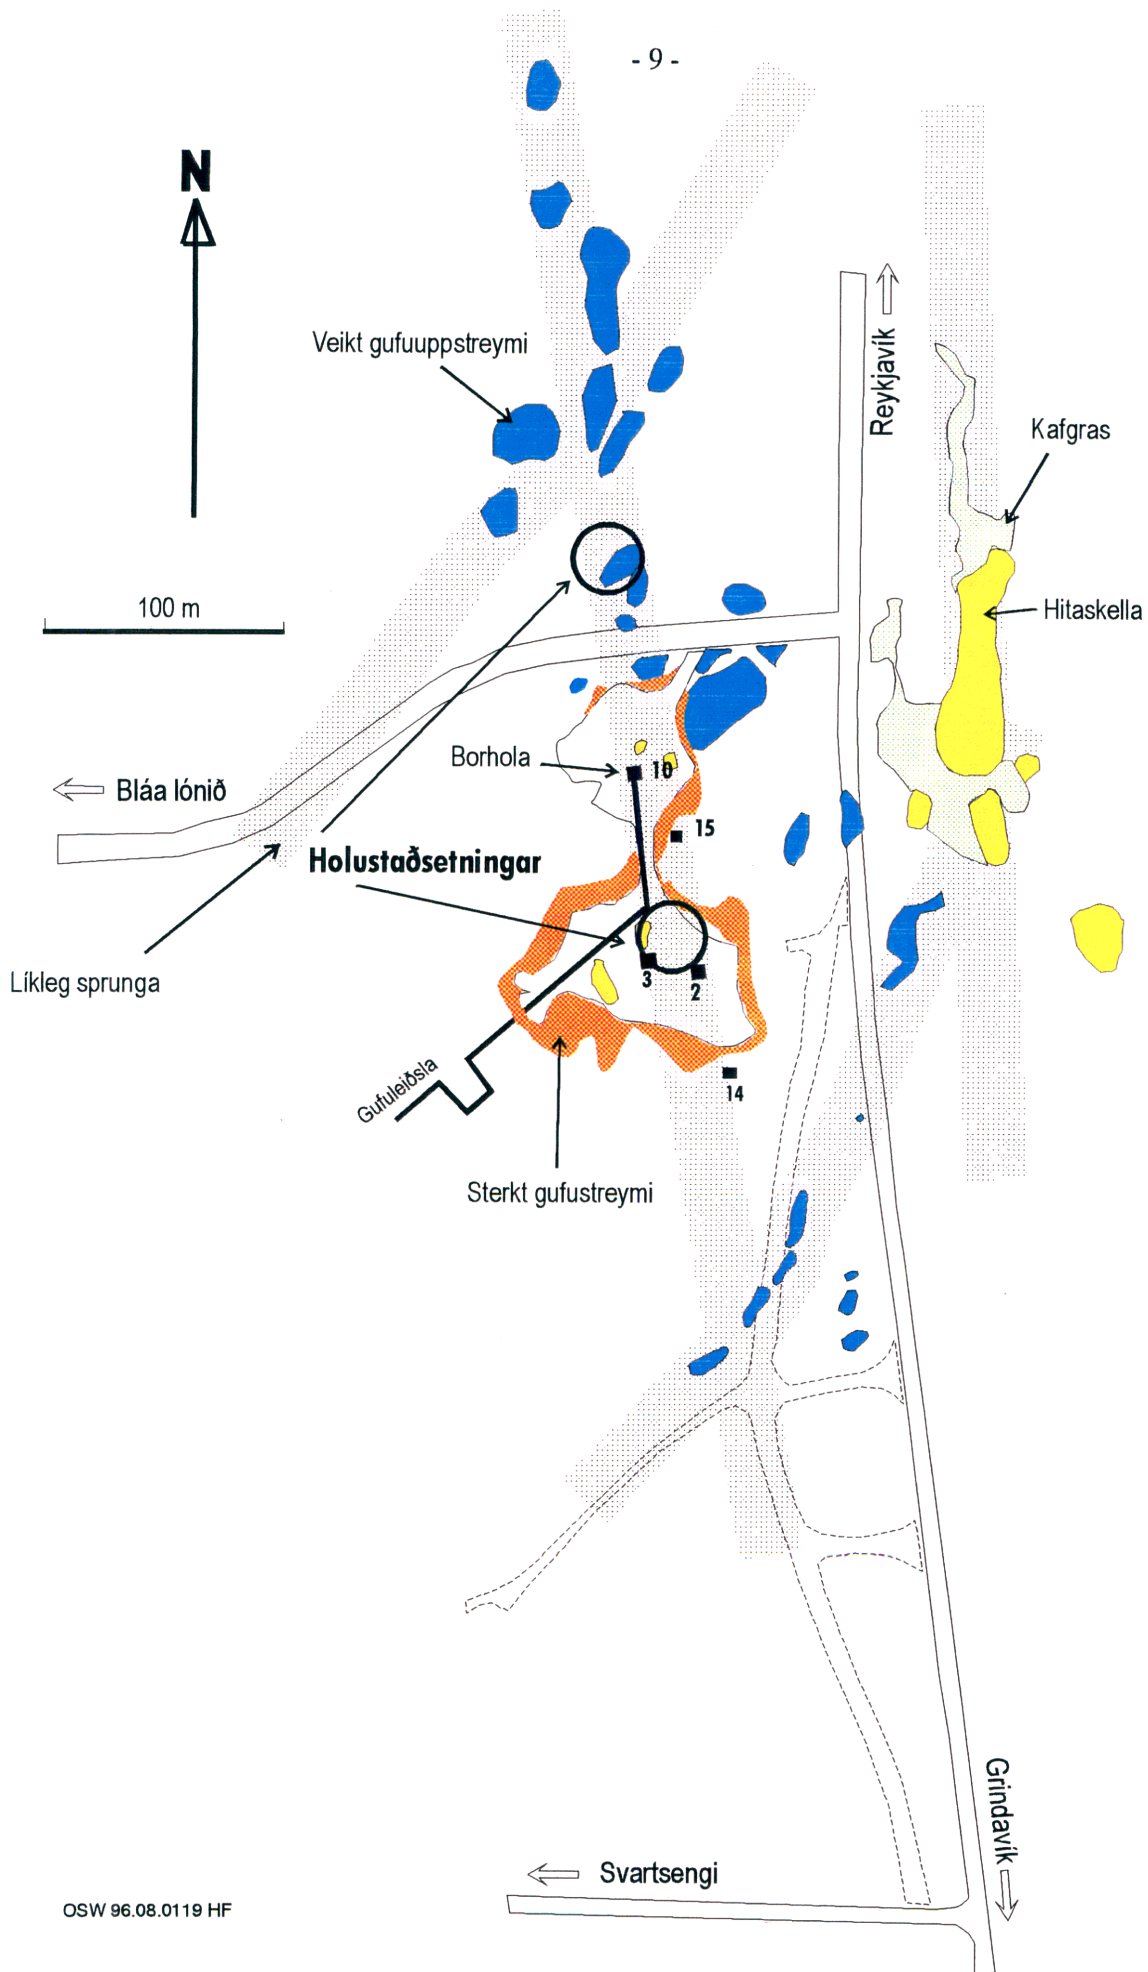 - 9 -
N
Veikt gufuuppstreymi
Reykjavík
Kafgras
100 m
Hitaskella
Borhola
10
Bláa lónið
15
Holustaðsetningar
Líkleg sprunga
3
2
Gufuleiðsla
14
Sterkt gufustreymi
Grindavík
Svartsengi
OSW 96.08.0119 HF